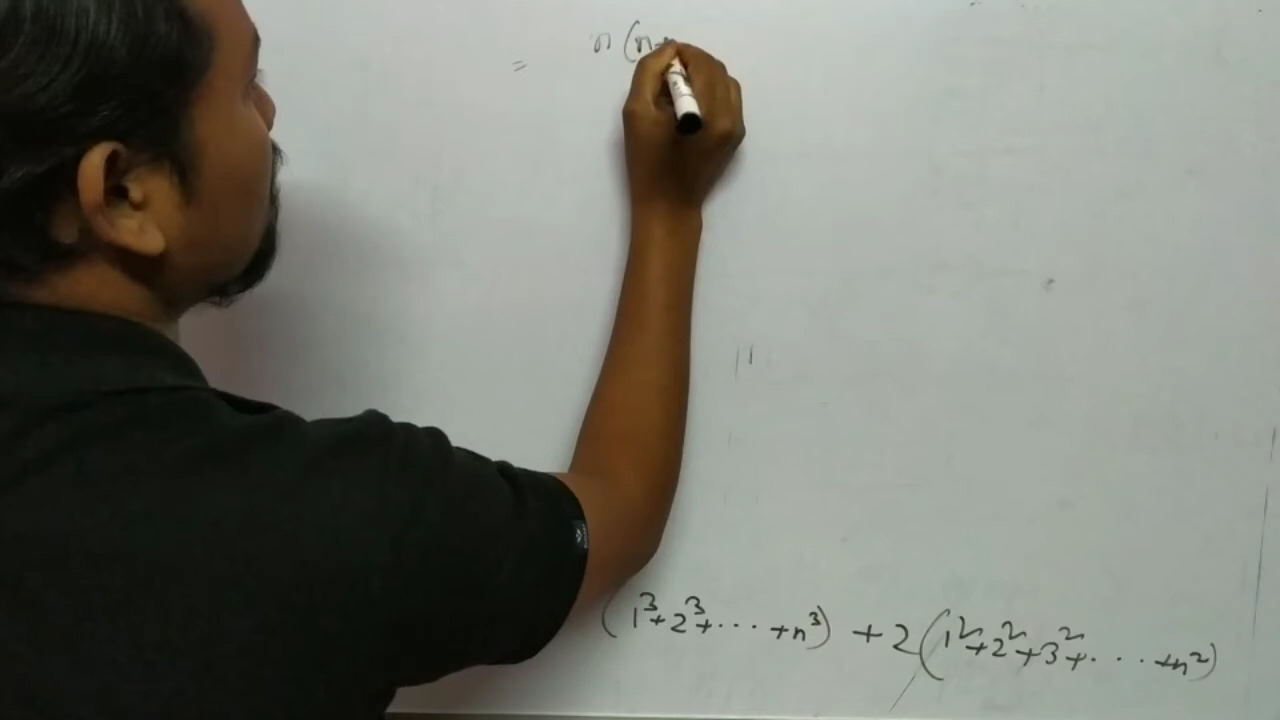 = n (n+
(1³+2³+· · · +n³) + 2(1²+2²+3²+· · · +n²)